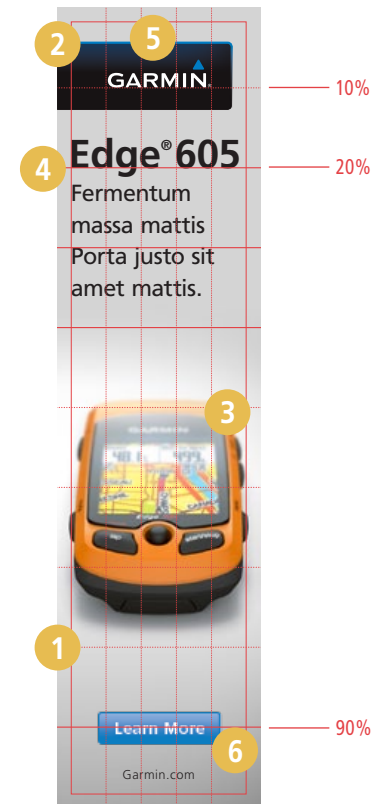 2
5
GARMIN
10%
4
Edge® 605
20%
Fermentum
massa mattis
Porta justo sit
amet mattis.
3
GARMIN
1
Learn More
90%
6
Garmin.com